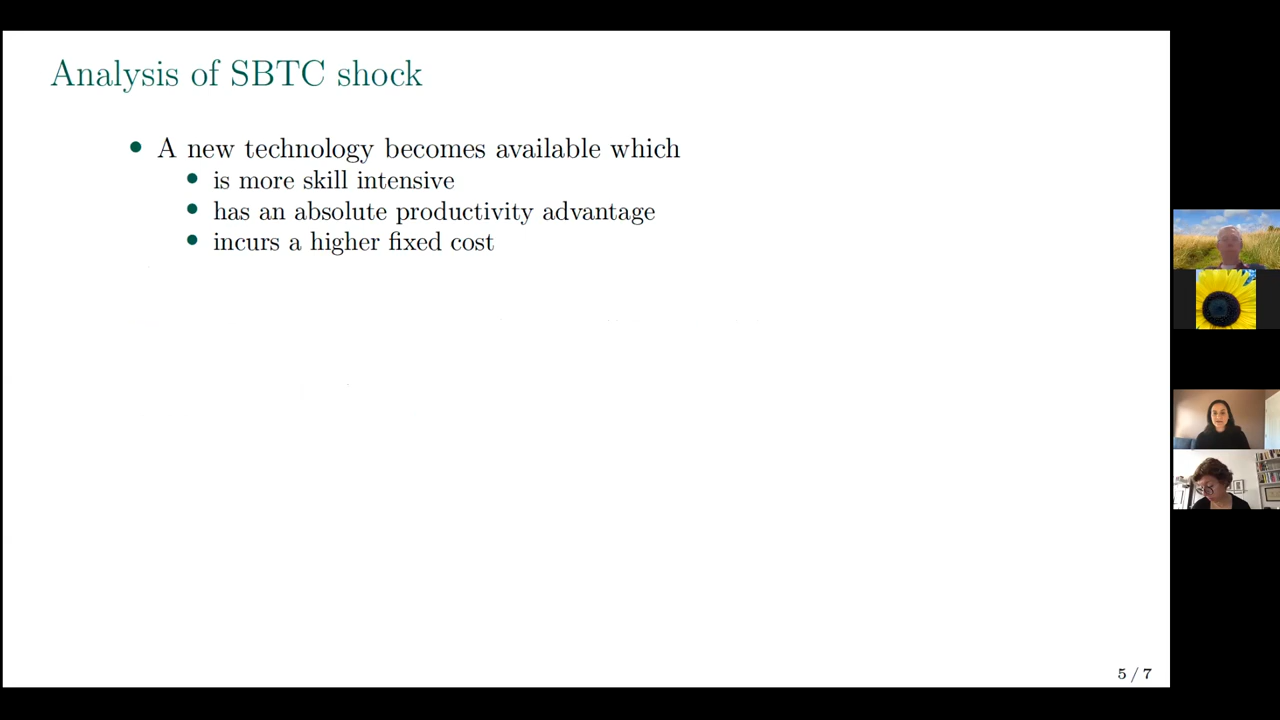 Analysis of SBTC shock
• A new technology becomes available which
• is more skill intensive
• has an absolute productivity advantage
• incurs a higher fixed cost
5 / 7